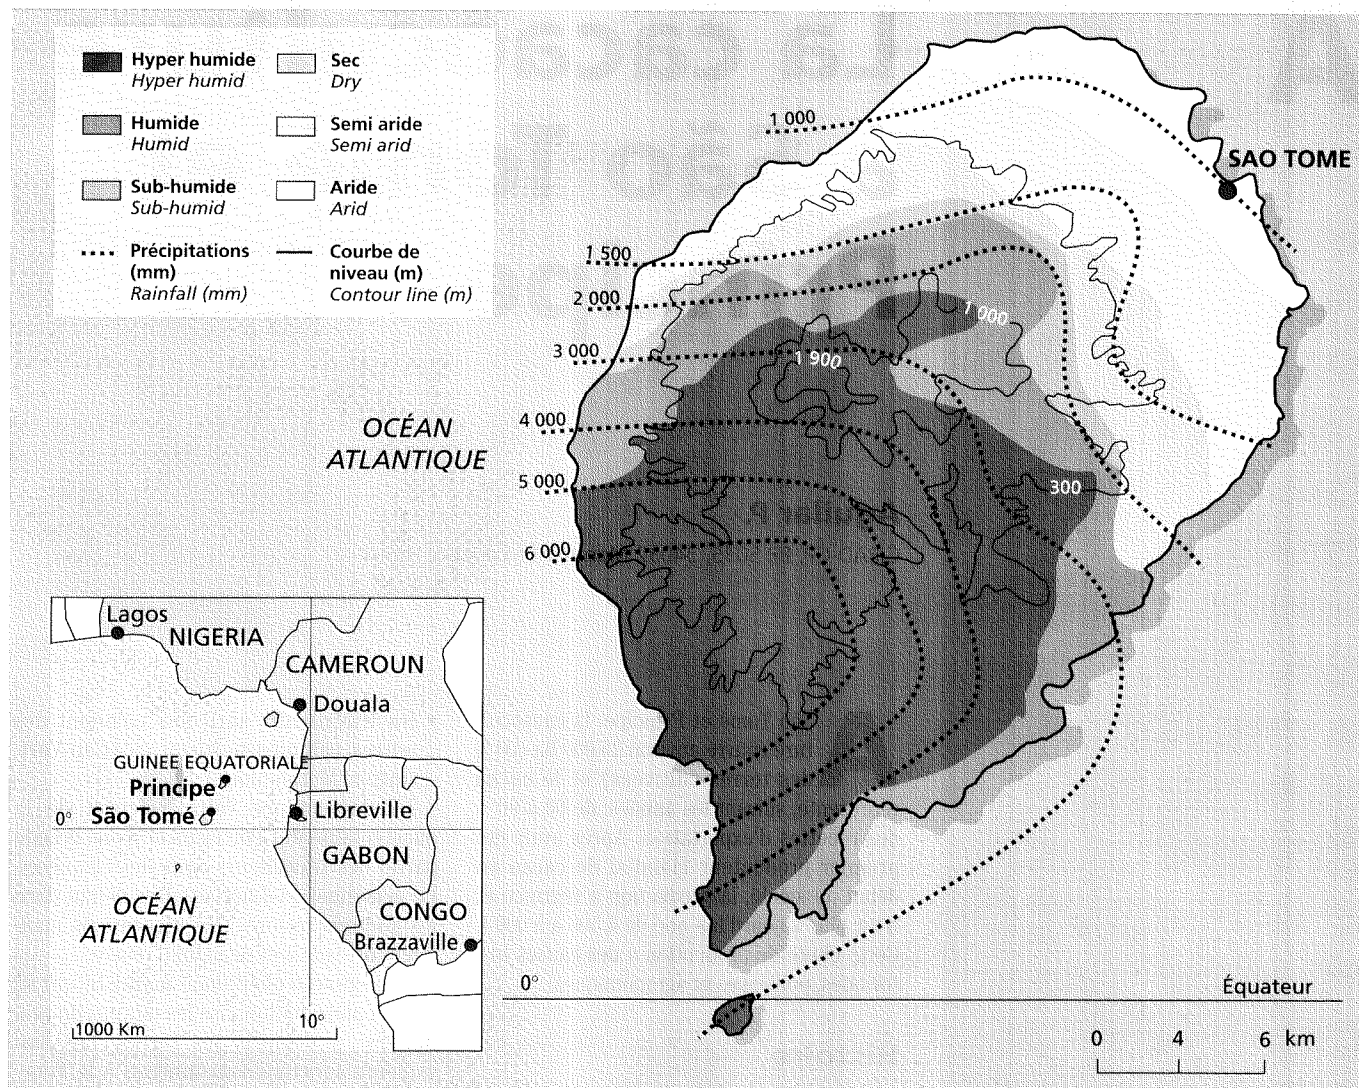 Hyper humide
Hyper humid
Humide
Humid
Sub-humide
Sub-humid
Précipitations
(mm)
Rainfall (mm)
Sec
Dry
Semi aride
Semi arid
Aride
Arid
Courbe de
niveau (m)
Contour line (m)
1 000
SAO TOME
1 500
2 000
1 000
3 000
1 900
4 000
5 000
300
6 000
OCÉAN
ATLANTIQUE
0°
Équateur
0 4 6 km
Lagos
NIGERIA
CAMEROUN
Douala
GUINEE EQUATORIALE
Principe
São Tomé
Libreville
0°
GABON
OCÉAN
ATLANTIQUE
CONGO
Brazzaville
10°
1000 Km